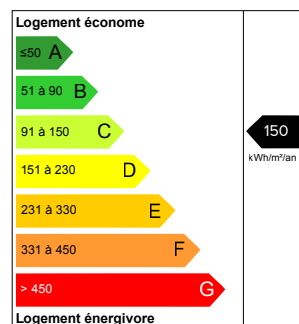 Logement économe
≤50 A
51 à 90 B
91 à 150 C
150
kWh/m²/an
151 à 230 D
231 à 330 E
331 à 450 F
> 450 G
Logement énergivore